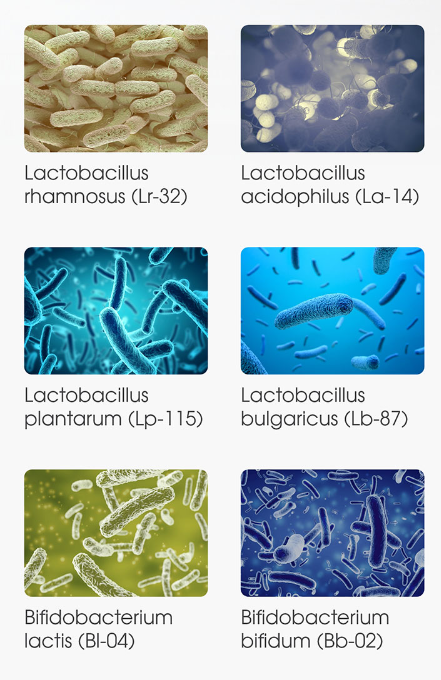 Lactobacillus
rhamnosus (Lr-32)
Lactobacillus
acidophilus (La-14)
Lactobacillus
plantarum (Lp-115)
Lactobacillus
bulgaricus (Lb-87)
Bifidobacterium
lactis (Bl-04)
Bifidobacterium
bifidum (Bb-02)